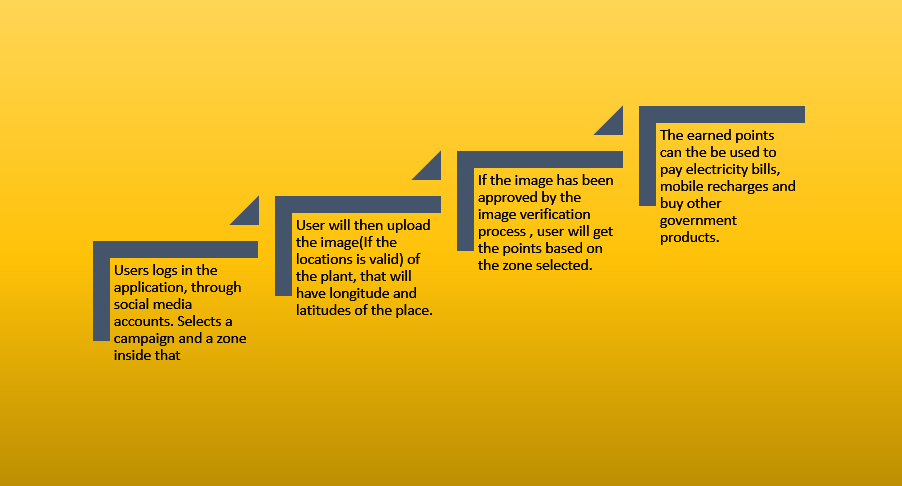 Users logs in the
application, through
social media
accounts. Selects a
campaign and a zone
inside that
User will then upload
the image(If the
locations is valid) of
the plant, that will
have longitude and
latitudes of the place.
If the image has been
approved by the
image verification
process , user will get
the points based on
the zone selected.
The earned points
can the be used to
pay electricity bills,
mobile recharges and
buy other
government
products.